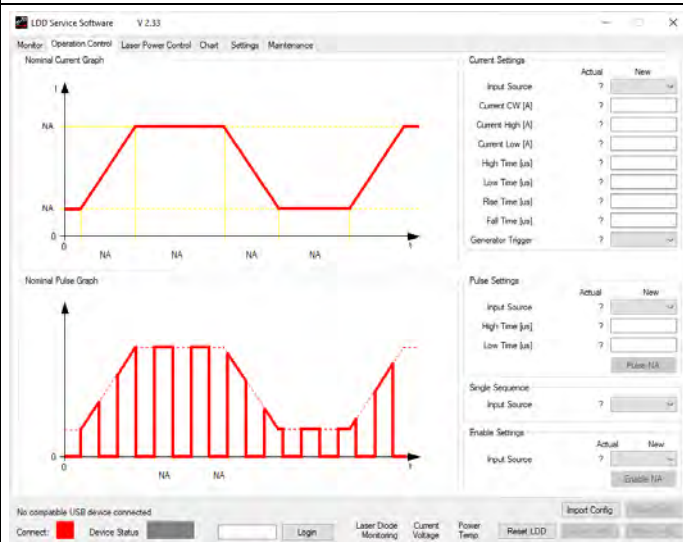 LDD Service Software V 2.33
Monitor Operation Control Laser Power Control Chart Settings Maintenance
Nominal Current Graph
I
NA
NA
0
0 NA NA NA NA t
Nominal Pulse Graph
0
0 NA NA t
Current Settings
Actual New
Input Source ?
Current CW [A] ?
Current High [A] ?
Current Low [A] ?
High Time [us] ?
Low Time [us] ?
Rise Time [us] ?
Fall Time [us] ?
Generator Trigger ?
Pulse Settings
Actual New
Input Source ?
High Time [us] ?
Low Time [us] ?
Pulse NA
Single Sequence
Input Source ?
Enable Settings
Actual New
Input Source ?
Enable NA
No compatible USB device connected
Import Config
Connect: Device Status Login Laser Diode Monitoring Current Voltage Power Temp. Reset LDD